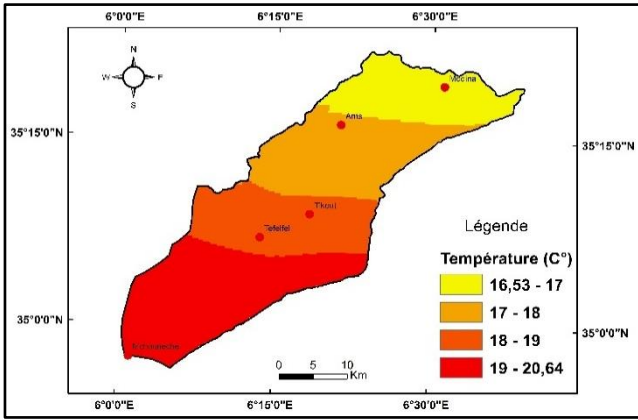 6°0'0"E 6°15'0"E 6°30'0"E
N
W E
S
Medina
35°15'0"N 35°15'0"N
Arris
Tkout
Tefelfel
Légende
Température (C°)
16,53 - 17
17 - 18
18 - 19
35°0'0"N 35°0'0"N
19 - 20,64
0 5 10
Km
6°0'0"E 6°15'0"E 6°30'0"E